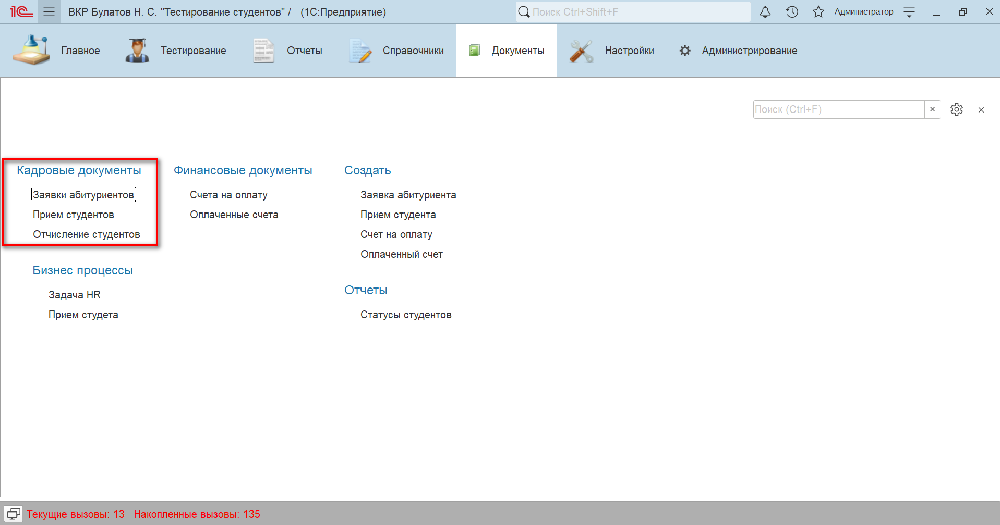 1С ВКР Булатов Н. С. "Тестирование студентов" / (1С:Предприятие) Поиск Ctrl+Shift+F Администратор
Главное Тестирование Отчеты Справочники Документы Настройки Администрирование
Поиск (Ctrl+F)
Кадровые документы
Заявки абитуриентов
Прием студентов
Отчисление студентов
Бизнес процессы
Задача HR
Прием студета
Финансовые документы
Счета на оплату
Оплаченные счета
Создать
Заявка абитуриента
Прием студента
Счет на оплату
Оплаченный счет
Отчеты
Статусы студентов
Текущие вызовы: 13 Накопленные вызовы: 135